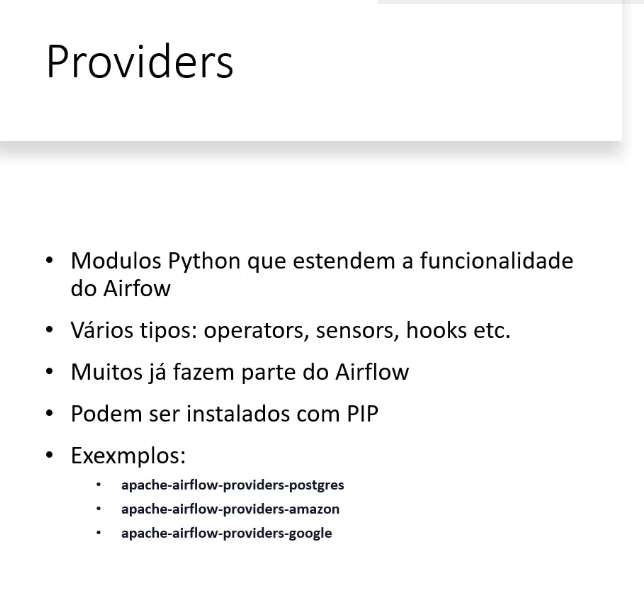 Providers
• Modulos Python que estendem a funcionalidade
do Airfow
• Vários tipos: operators, sensors, hooks etc.
• Muitos já fazem parte do Airflow
• Podem ser instalados com PIP
• Exexmplos:
• apache-airflow-providers-postgres
• apache-airflow-providers-amazon
• apache-airflow-providers-google